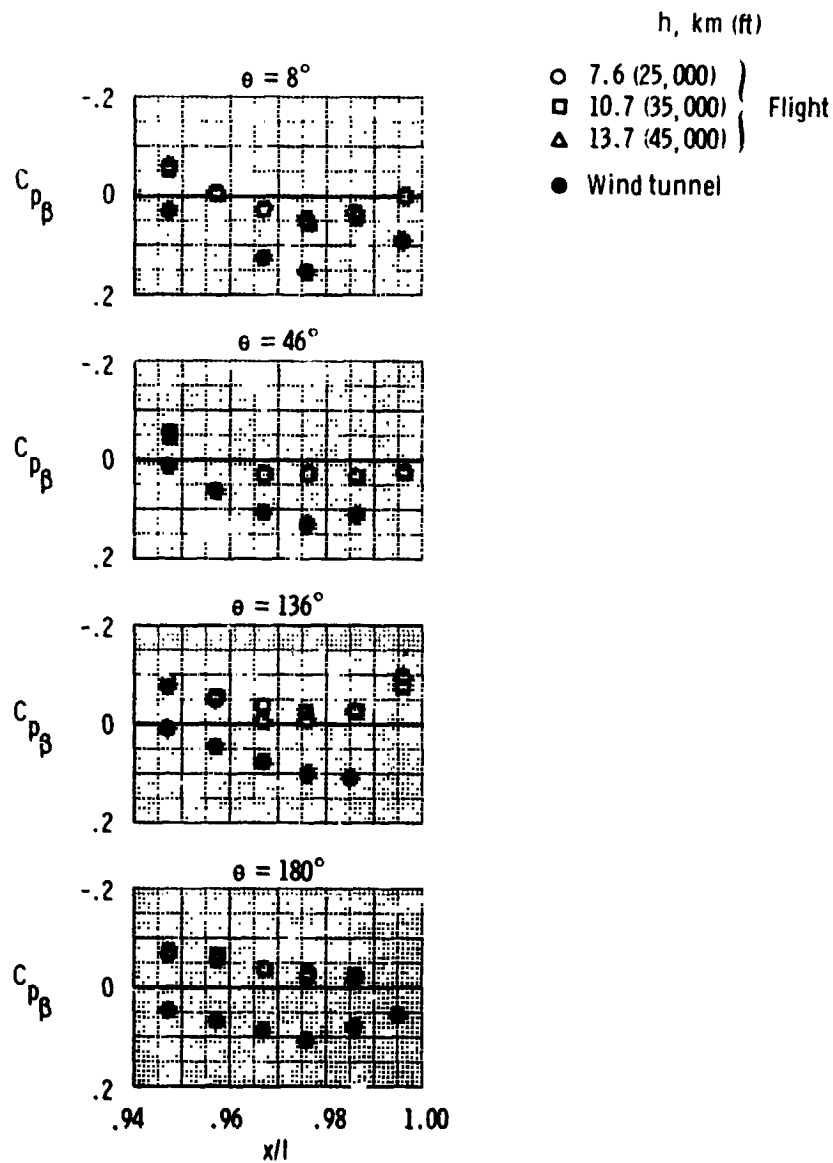 h, km (ft)
○ 7.6 (25,000)
□ 10.7 (35,000)
△ 13.7 (45,000)
Flight
● Wind tunnel
θ = 8°
-.2
0
.2
C_pβ
θ = 46°
-.2
0
.2
C_pβ
θ = 136°
-.2
0
.2
C_pβ
θ = 180°
-.2
0
.2
C_pβ
.94 .96 .98 1.00
x/l